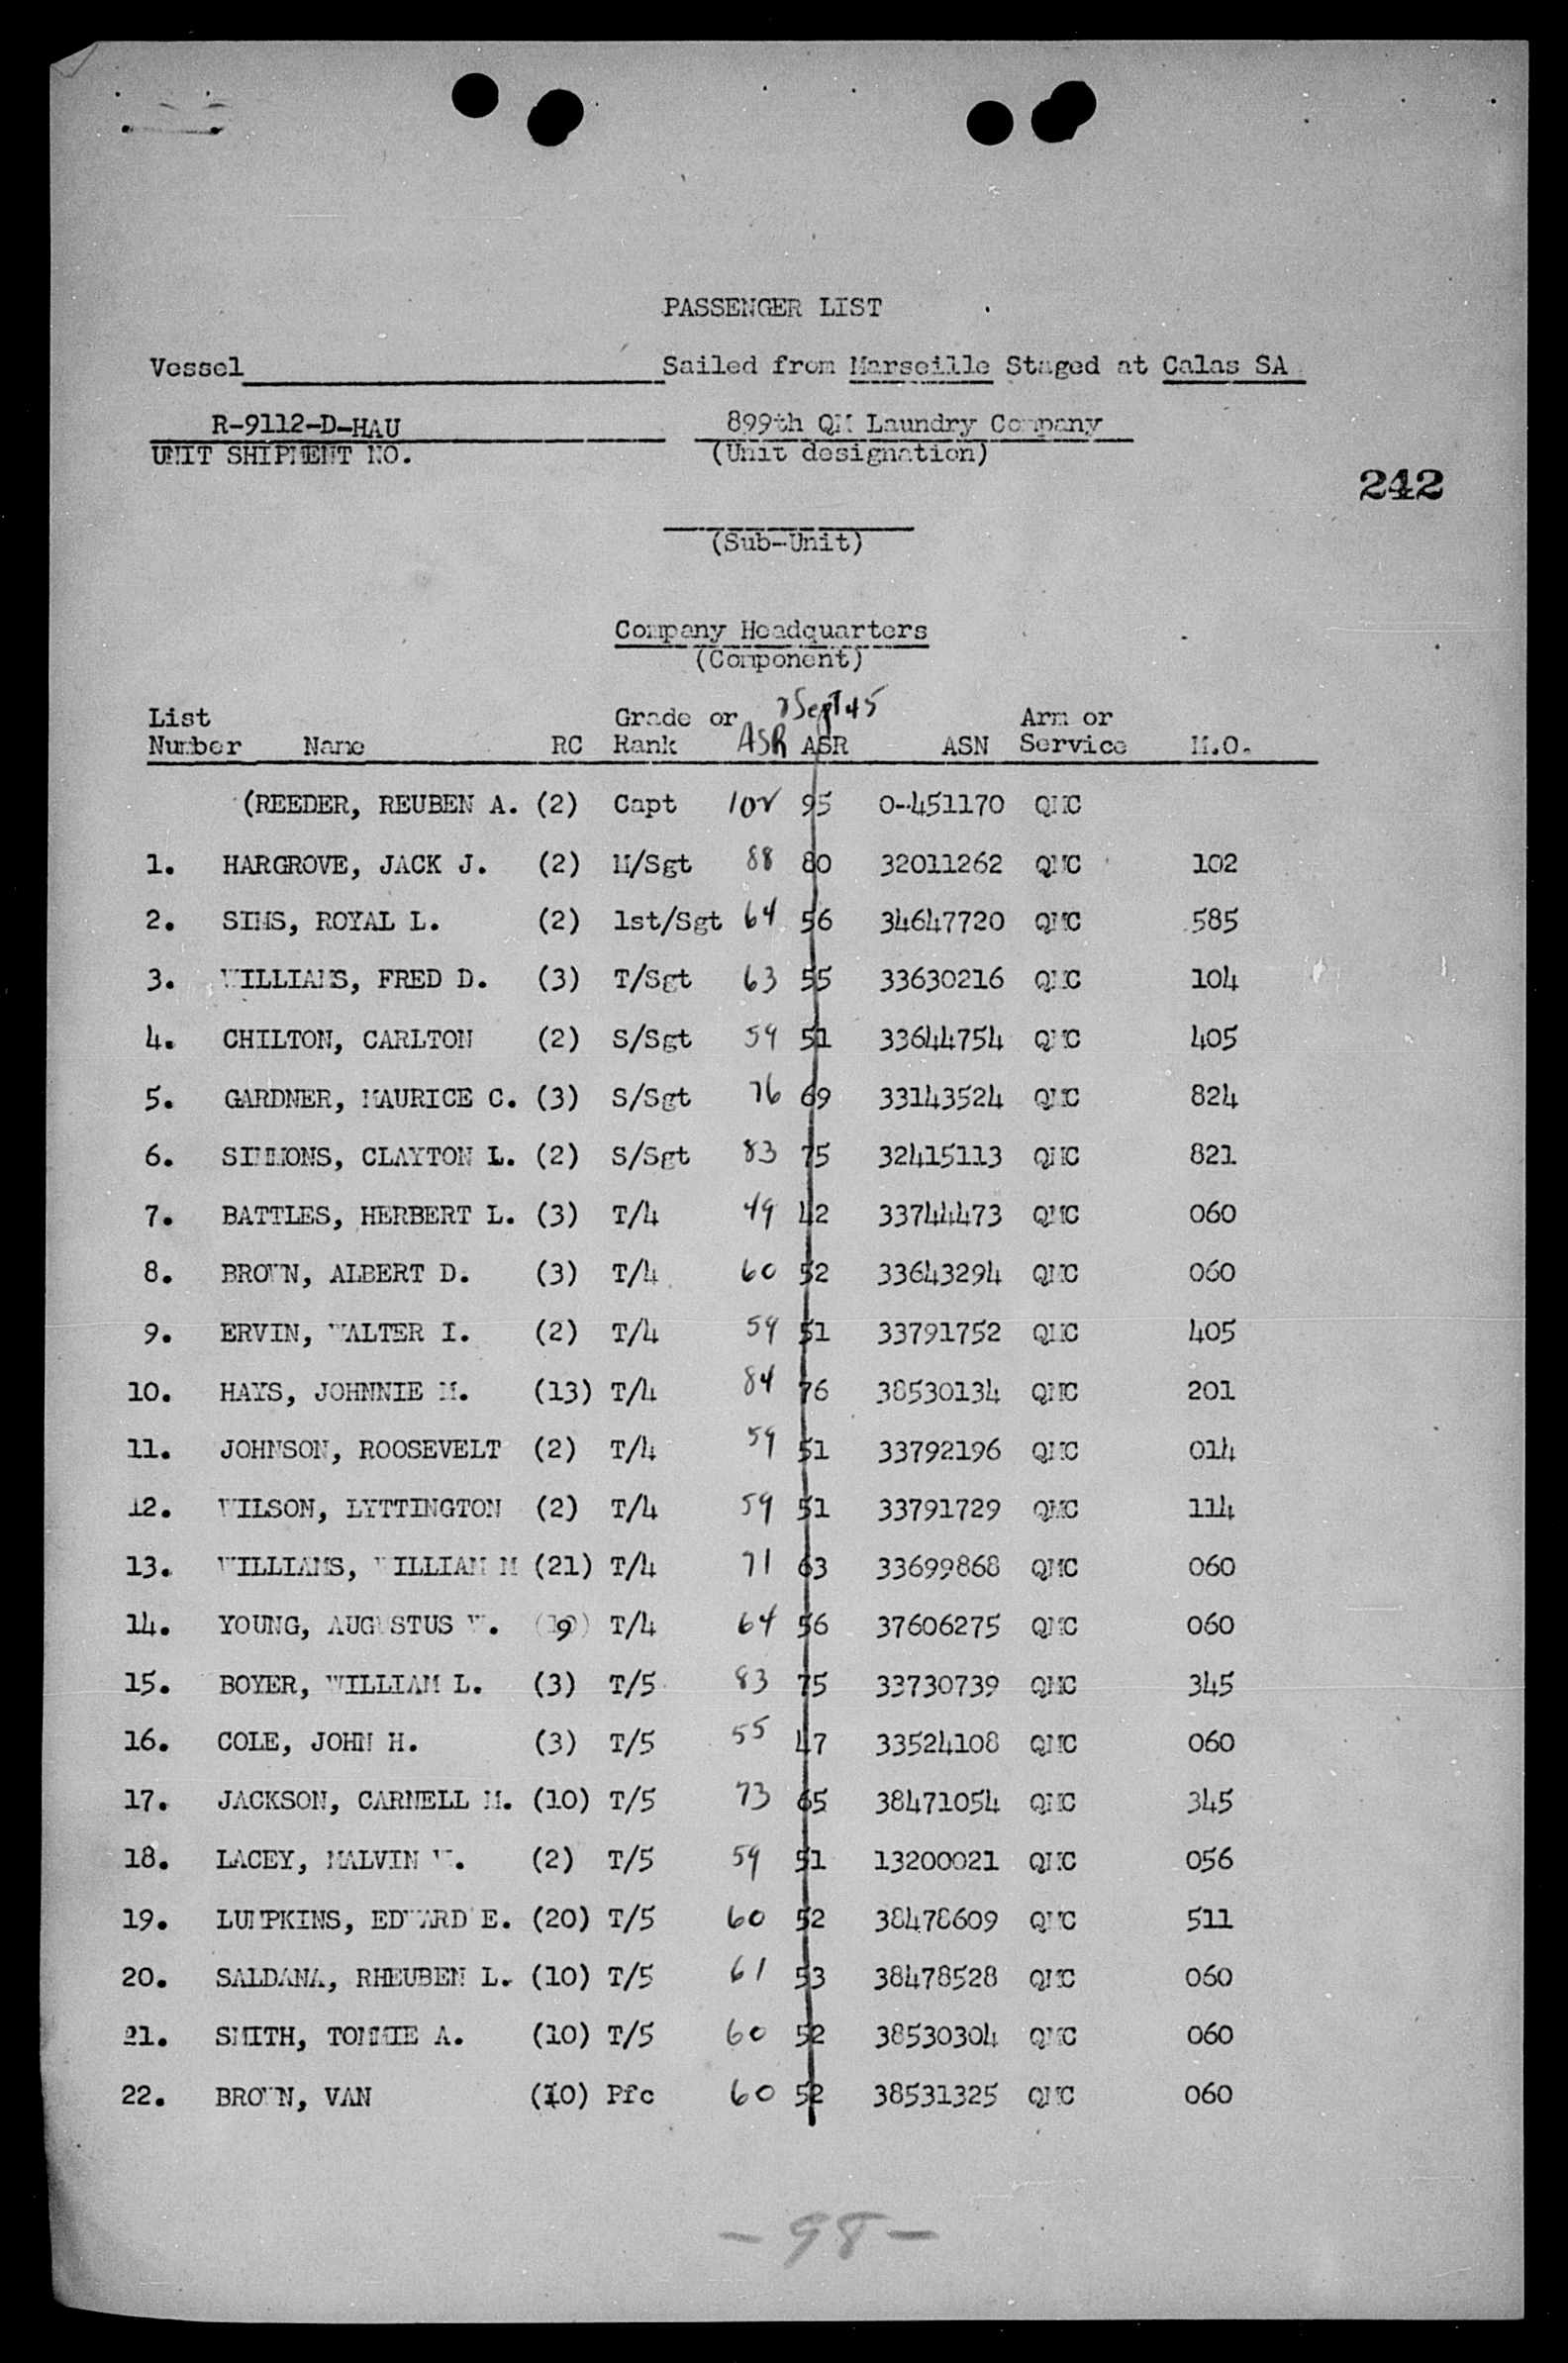 PASSENGER LIST
Vessel Sailed from Marseille Staged at Calas SA
R-9112-D-HAU 899th QM Laundry Company
UNIT SHIPMENT NO. (Unit designation)
242
(Sub-Unit)
Company Headquarters
(Component)
List Grade or 2 Sept 45 Arm or
Number Name RC Rank ASR ASR ASN Service M.O.
(REEDER, REUBEN A. (2) Capt 102 95 O-451170 QMC
1. HARGROVE, JACK J. (2) M/Sgt 88 80 32011262 QMC 102
2. SIMS, ROYAL L. (2) 1st/Sgt 64 56 34647720 QMC 585
3. WILLIAMS, FRED D. (3) T/Sgt 63 55 33630216 QMC 104
4. CHILTON, CARLTON (2) S/Sgt 59 51 33644754 QMC 405
5. GARDNER, MAURICE C. (3) S/Sgt 76 69 33143524 QMC 824
6. SIMMONS, CLAYTON L. (2) S/Sgt 83 75 32415113 QMC 821
7. BATTLES, HERBERT L. (3) T/4 49 42 33744473 QMC 060
8. BROWN, ALBERT D. (3) T/4 60 52 33643294 QMC 060
9. ERVIN, WALTER I. (2) T/4 59 51 33791752 QMC 405
10. HAYS, JOHNNIE M. (13) T/4 84 76 38530134 QMC 201
11. JOHNSON, ROOSEVELT (2) T/4 59 51 33792196 QMC 014
12. WILSON, LYTTINGTON (2) T/4 59 51 33791729 QMC 114
13. WILLIAMS, WILLIAM M (21) T/4 71 63 33699868 QMC 060
14. YOUNG, AUGUSTUS W. T/4 64 56 37606275 QMC 060
15. BOYER, WILLIAM L. (3) T/5 83 75 33730739 QMC 345
16. COLE, JOHN H. (3) T/5 55 47 33524108 QMC 060
17. JACKSON, CARNELL M. (10) T/5 73 65 38471054 QMC 345
18. LACEY, MALVIN W. (2) T/5 59 51 13200021 QMC 056
19. LUMPKINS, EDWARD E. (20) T/5 60 52 38478609 QMC 511
20. SALDANA, RHEUBEN L. (10) T/5 61 53 38478528 QMC 060
21. SMITH, TOMMIE A. (10) T/5 60 52 38530304 QMC 060
22. BROWN, VAN (10) Pfc 60 52 38531325 QMC 060
- 98 -